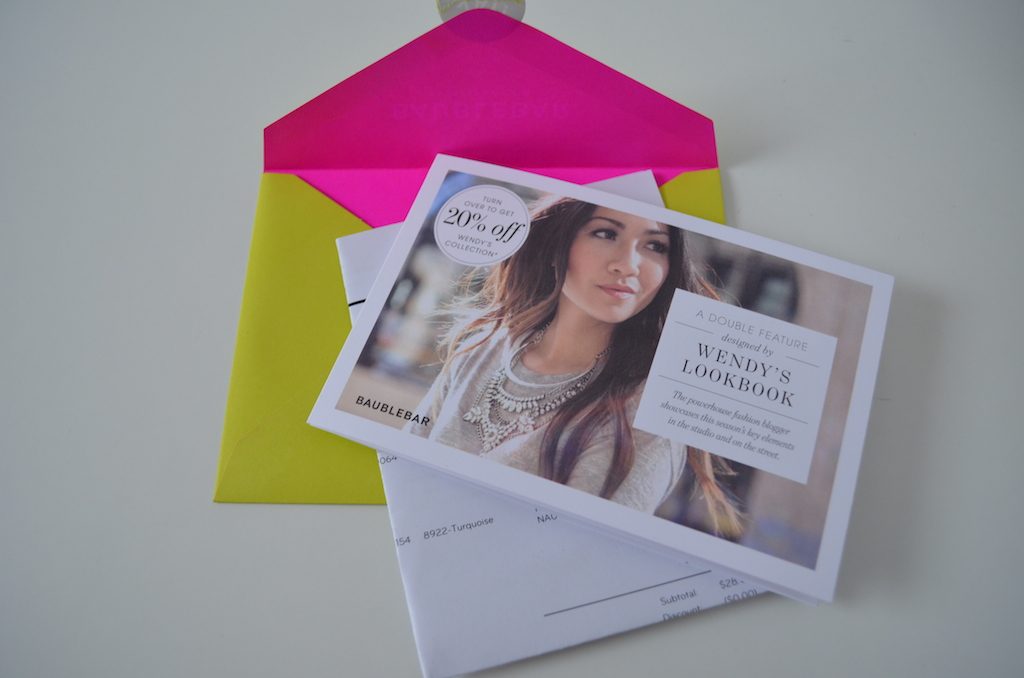 BAUBLEBAR
TURN
OVER TO GET
20% off
WENDY'S
COLLECTION*
A DOUBLE FEATURE
designed by
WENDY'S
LOOKBOOK
The powerhouse fashion blogger
showcases this season's key elements
in the studio and on the street.
BAUBLEBAR
064
154 8922-Turquoise NAU
Subtotal: $28.
Discount: ($0.00)